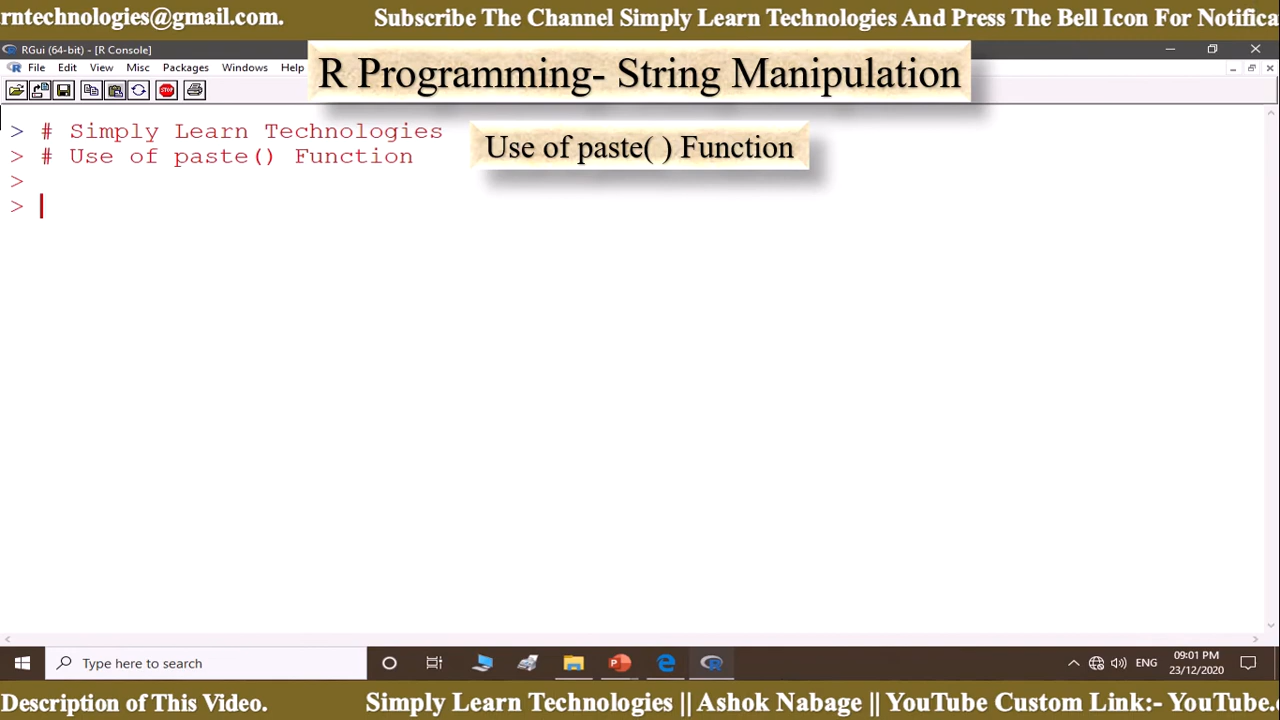 rntechnologies@gmail.com.
Subscribe The Channel Simply Learn Technologies And Press The Bell Icon For Notifica
RGui (64-bit) - [R Console]
File Edit View Misc Packages Windows Help
R Programming- String Manipulation
STOP
> # Simply Learn Technologies
Use of paste( ) Function
> # Use of paste() Function
>
>
Type here to search
ENG
09:01 PM
23/12/2020
Description of This Video.
Simply Learn Technologies || Ashok Nabage || YouTube Custom Link:- YouTube.